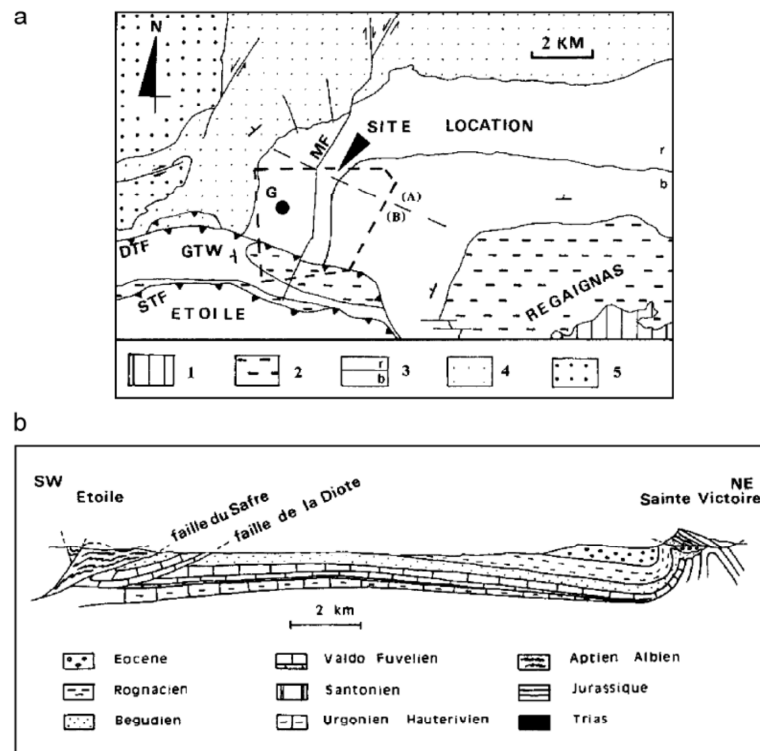 a
N
2 KM
SITE LOCATION
MF
r
b
G
(A)
(B)
DTF
GTW
STF
ETOILE
REGAIGNAS
1 2 3 4 5
r
b
b
SW
NE
Etoile
Sainte Victoire
faille du Safre
faille de la Diote
2 km
Eocene
Valdo Fuvelien
Aptien Albien
Rognacien
Santonien
Jurassique
Begudien
Urgonien Hauterivien
Trias